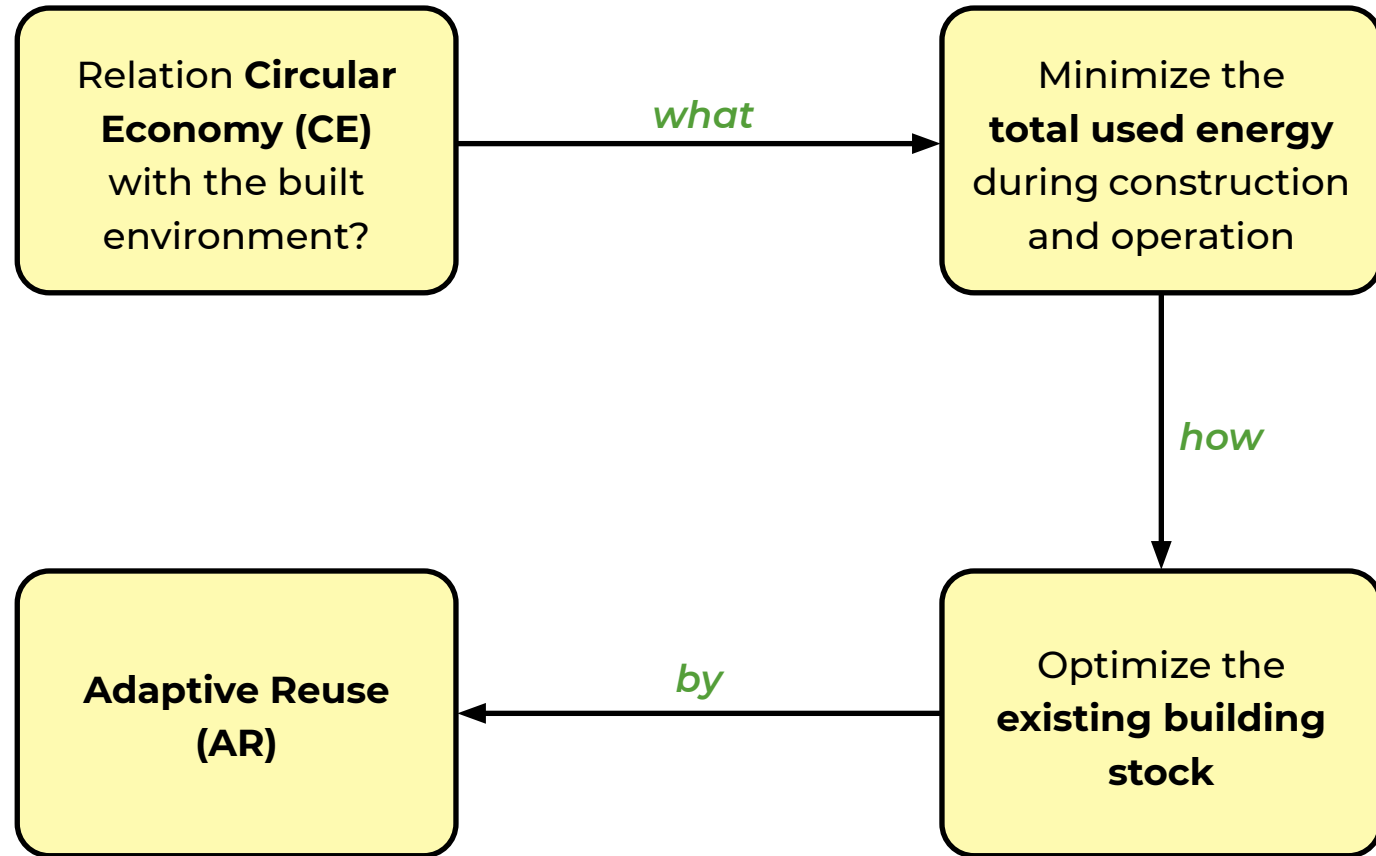 Relation Circular
Economy (CE)
with the built
environment?
what
Minimize the
total used energy
during construction
and operation
how
Optimize the
existing building
stock
by
Adaptive Reuse
(AR)